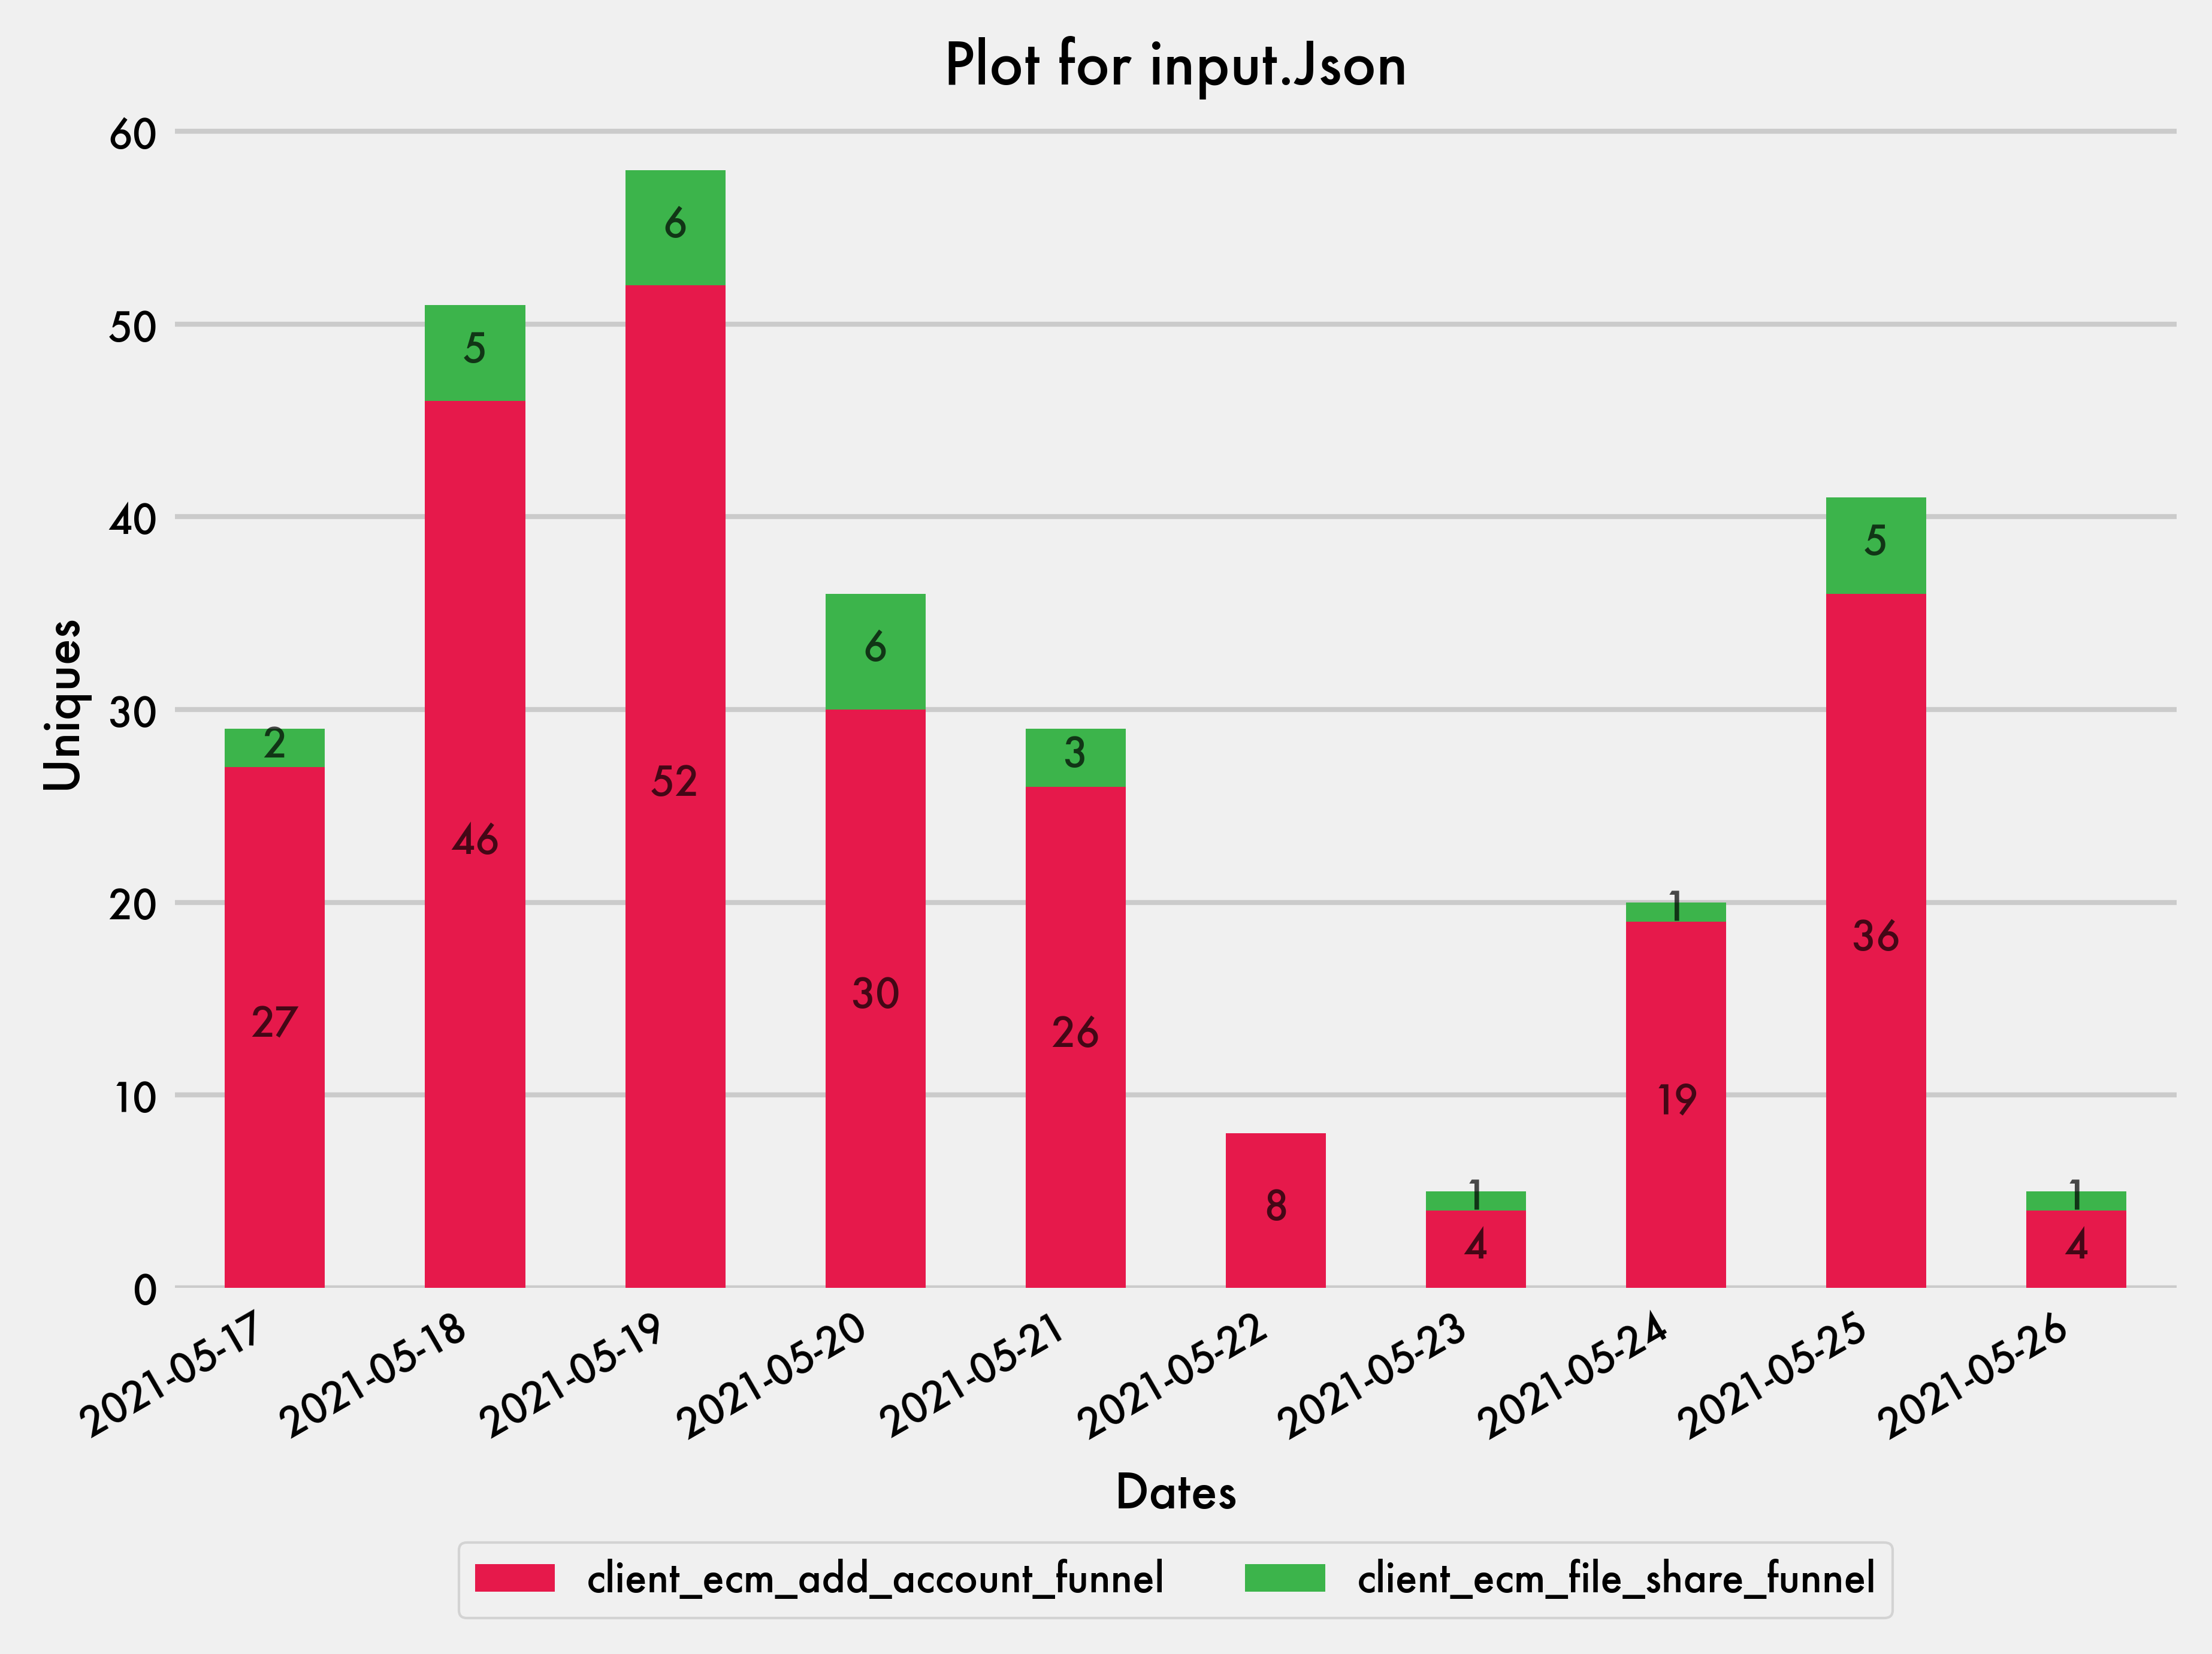 Plot for input.Json
60
50
40
30
20
10
0
Uniques
2 5 6 6 3 1 1 5 1
27 46 52 30 26 8 4 19 36 4
2021-05-17 2021-05-18 2021-05-19 2021-05-20 2021-05-21 2021-05-22 2021-05-23 2021-05-24 2021-05-25 2021-05-26
Dates
client_ecm_add_account_funnel client_ecm_file_share_funnel